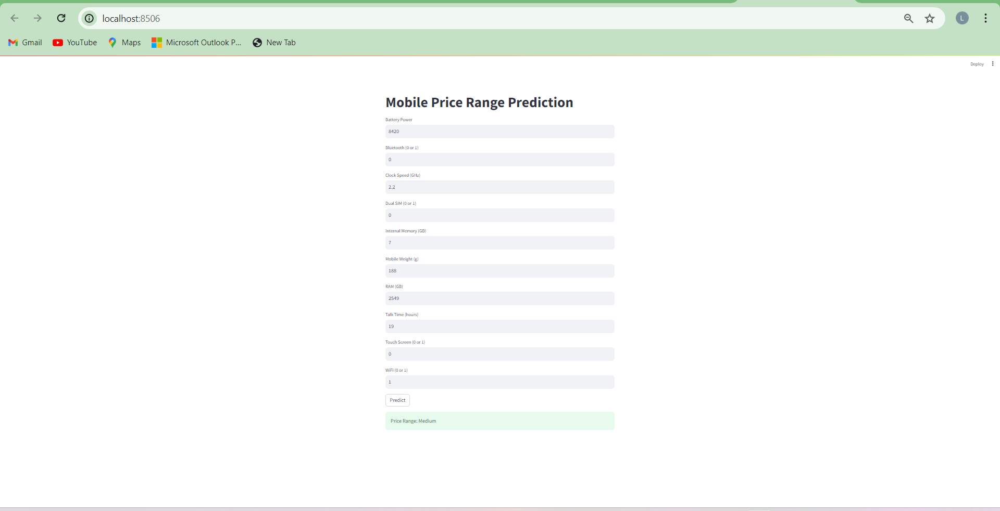 localhost:8506
L
Gmail YouTube Maps Microsoft Outlook P... New Tab
Deploy
Mobile Price Range Prediction
Battery Power
8420
Bluetooth (0 or 1)
0
Clock Speed (GHz)
2.2
Dual SIM (0 or 1)
0
Internal Memory (GB)
7
Mobile Weight (g)
188
RAM (GB)
2549
Talk Time (hours)
19
Touch Screen (0 or 1)
0
WiFi (0 or 1)
1
Predict
Price Range: Medium